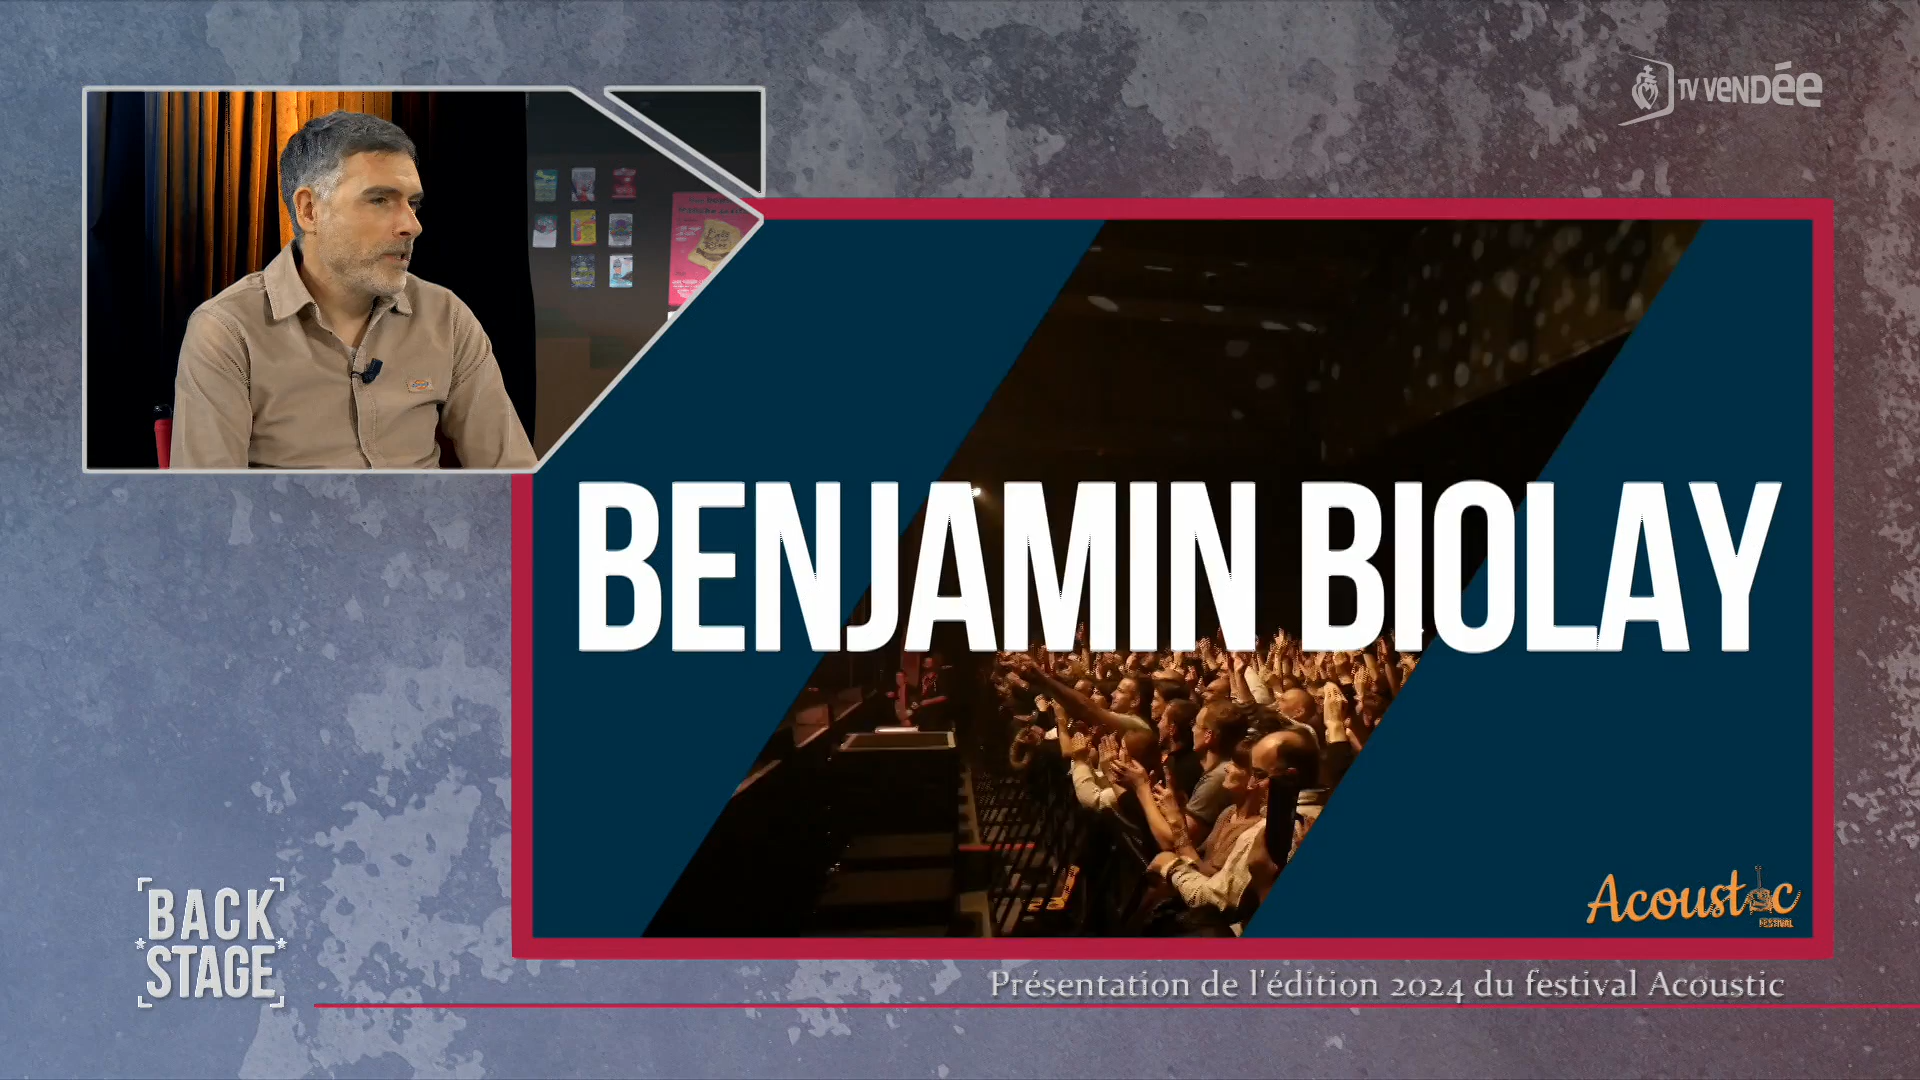 TV VENDÉE
BENJAMIN BIOLAY
Acoustic
FESTIVAL
BACK
STAGE
Présentation de l'édition 2024 du festival Acoustic